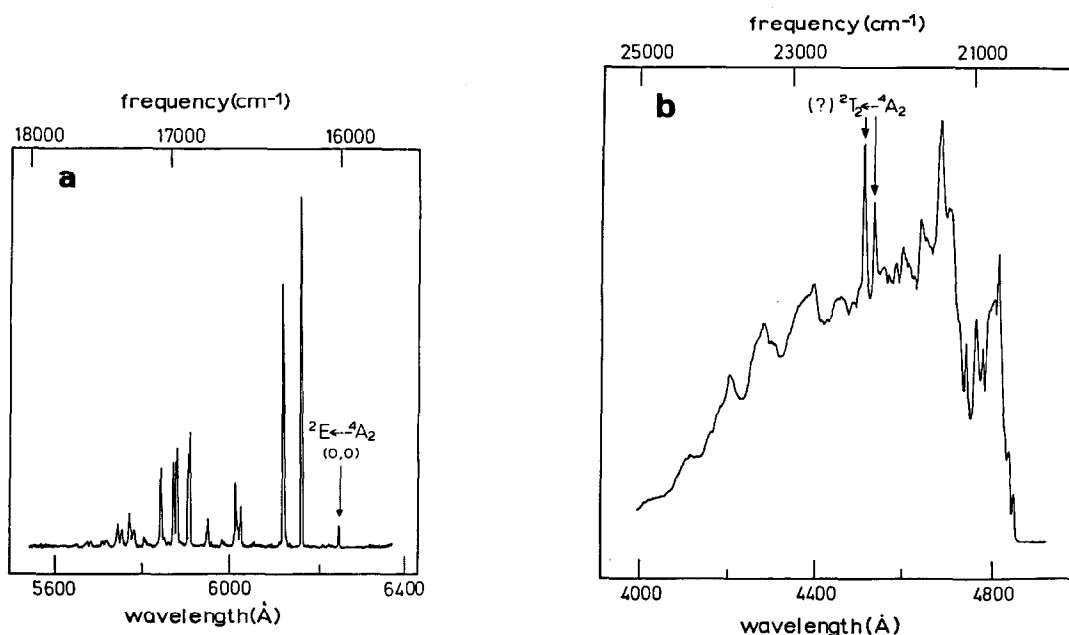 frequency(cm⁻¹)
18000 17000 16000
a
²E←⁴A₂
(0,0)
5600 6000 6400
wavelength(Å)
frequency(cm⁻¹)
25000 23000 21000
b
(?) ²T₂←⁴A₂
4000 4400 4800
wavelength(Å)